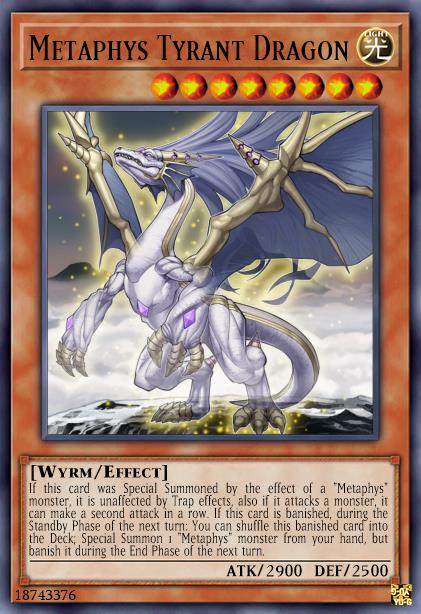 METAPHYS TYRANT DRAGON
LIGHT
光
[WYRM/EFFECT]
If this card was Special Summoned by the effect of a "Metaphys"
monster, it is unaffected by Trap effects, also if it attacks a monster, it
can make a second attack in a row. If this card is banished, during the
Standby Phase of the next turn: You can shuffle this banished card into
the Deck; Special Summon 1 "Metaphys" monster from your hand, but
banish it during the End Phase of the next turn.
ATK/2900 DEF/2500
18743376